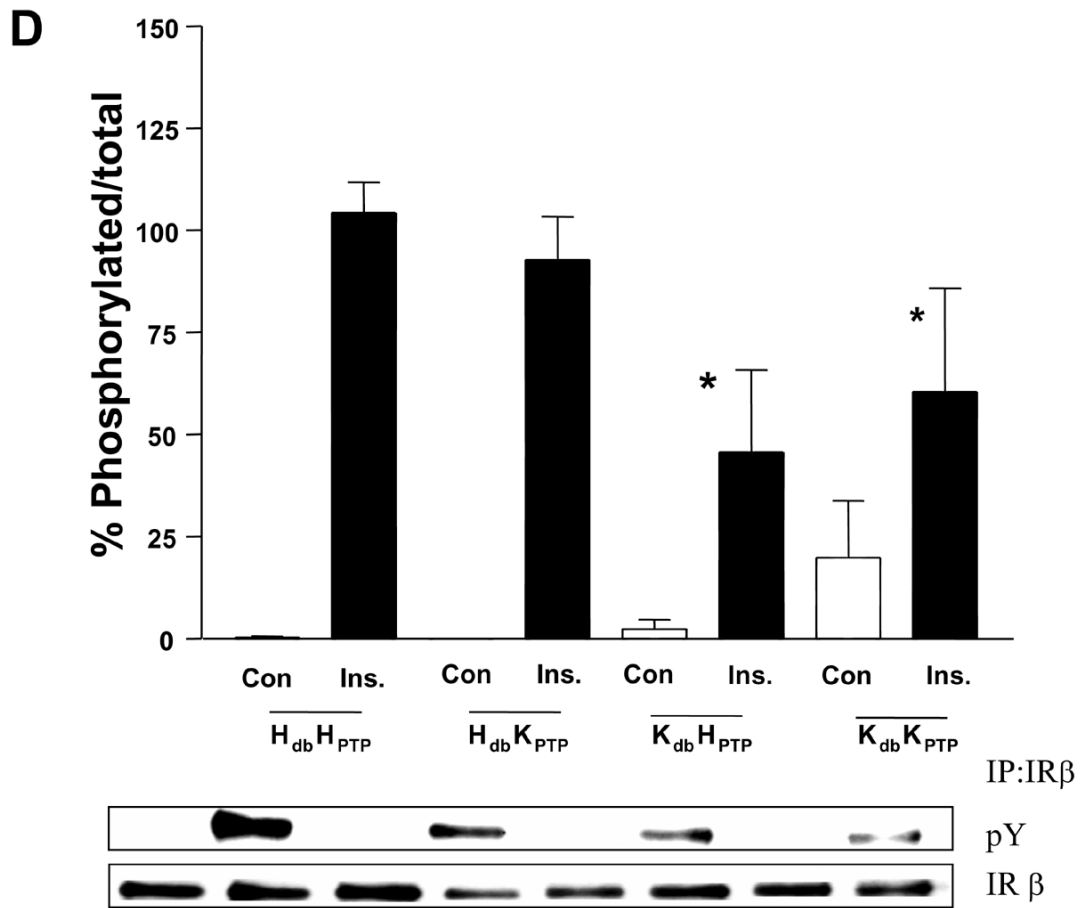 D
% Phosphorylated/total
150
125
100
75
50
25
0
*
*
Con Ins. Con Ins. Con Ins. Con Ins.
HdbHPTP HdbKPTP KdbHPTP KdbKPTP
IP:IRβ
pY
IR β